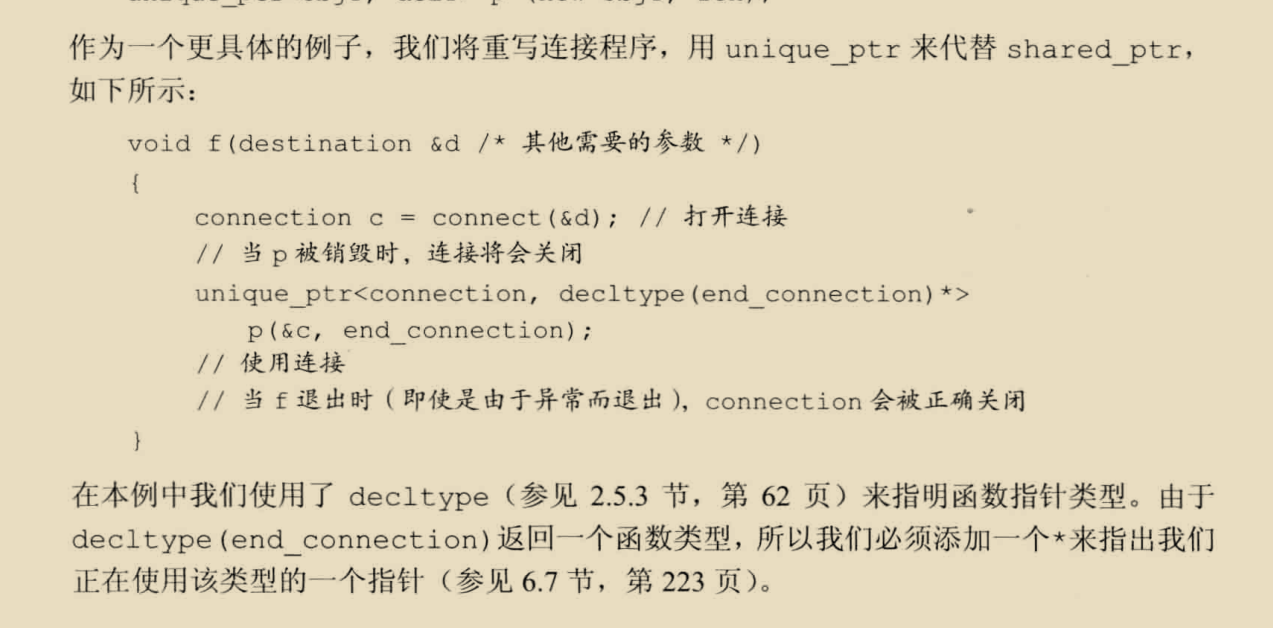 作为一个更具体的例子，我们将重写连接程序，用 unique_ptr 来代替 shared_ptr，
如下所示：
void f(destination &d /* 其他需要的参数 */)
{
connection c = connect(&d); // 打开连接
// 当 p 被销毁时，连接将会关闭
unique_ptr<connection, decltype(end_connection)*>
p(&c, end_connection);
// 使用连接
// 当 f 退出时（即使是由于异常而退出），connection 会被正确关闭
}
在本例中我们使用了 decltype（参见 2.5.3 节，第 62 页）来指明函数指针类型。由于
decltype(end_connection)返回一个函数类型，所以我们必须添加一个*来指出我们
正在使用该类型的一个指针（参见 6.7 节，第 223 页）。